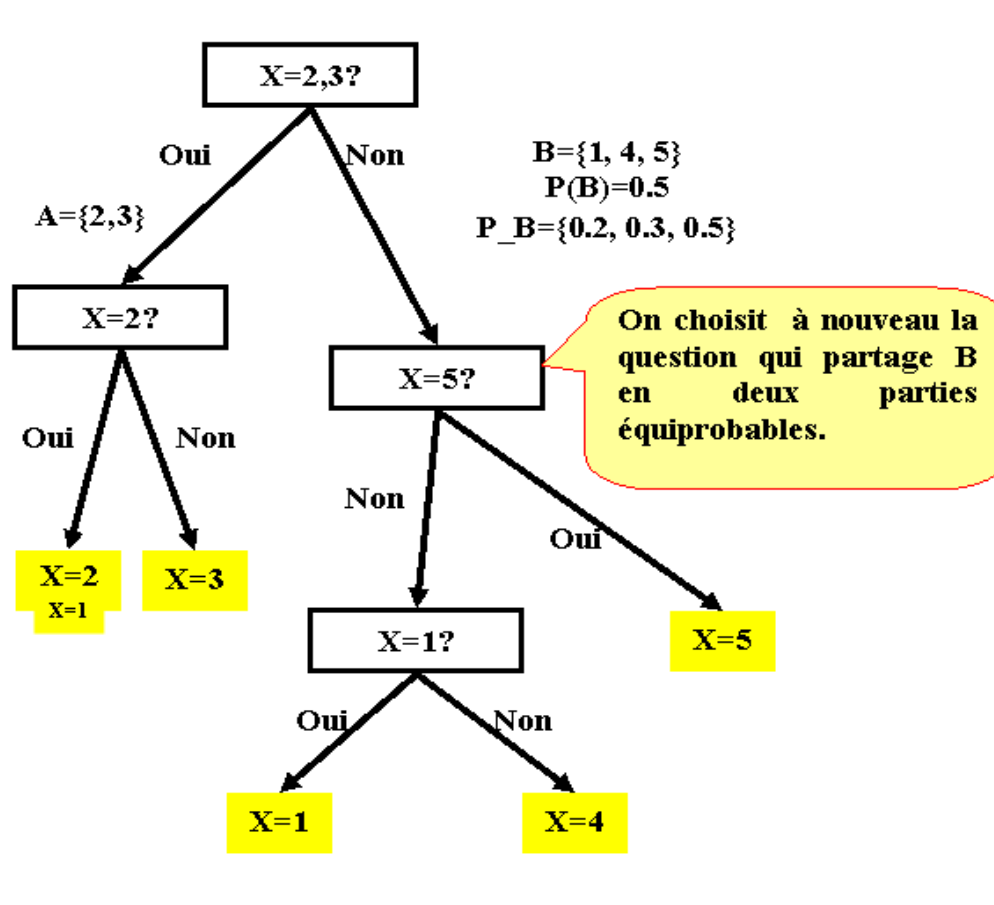 X=2,3?
Oui
Non
B={1, 4, 5}
P(B)=0.5
P_B={0.2, 0.3, 0.5}
A={2,3}
X=2?
On choisit à nouveau la
question qui partage B
en deux parties
équiprobables.
X=5?
Oui
Non
Non
Oui
X=2
X=1
X=3
X=1?
X=5
Oui
Non
X=1
X=4